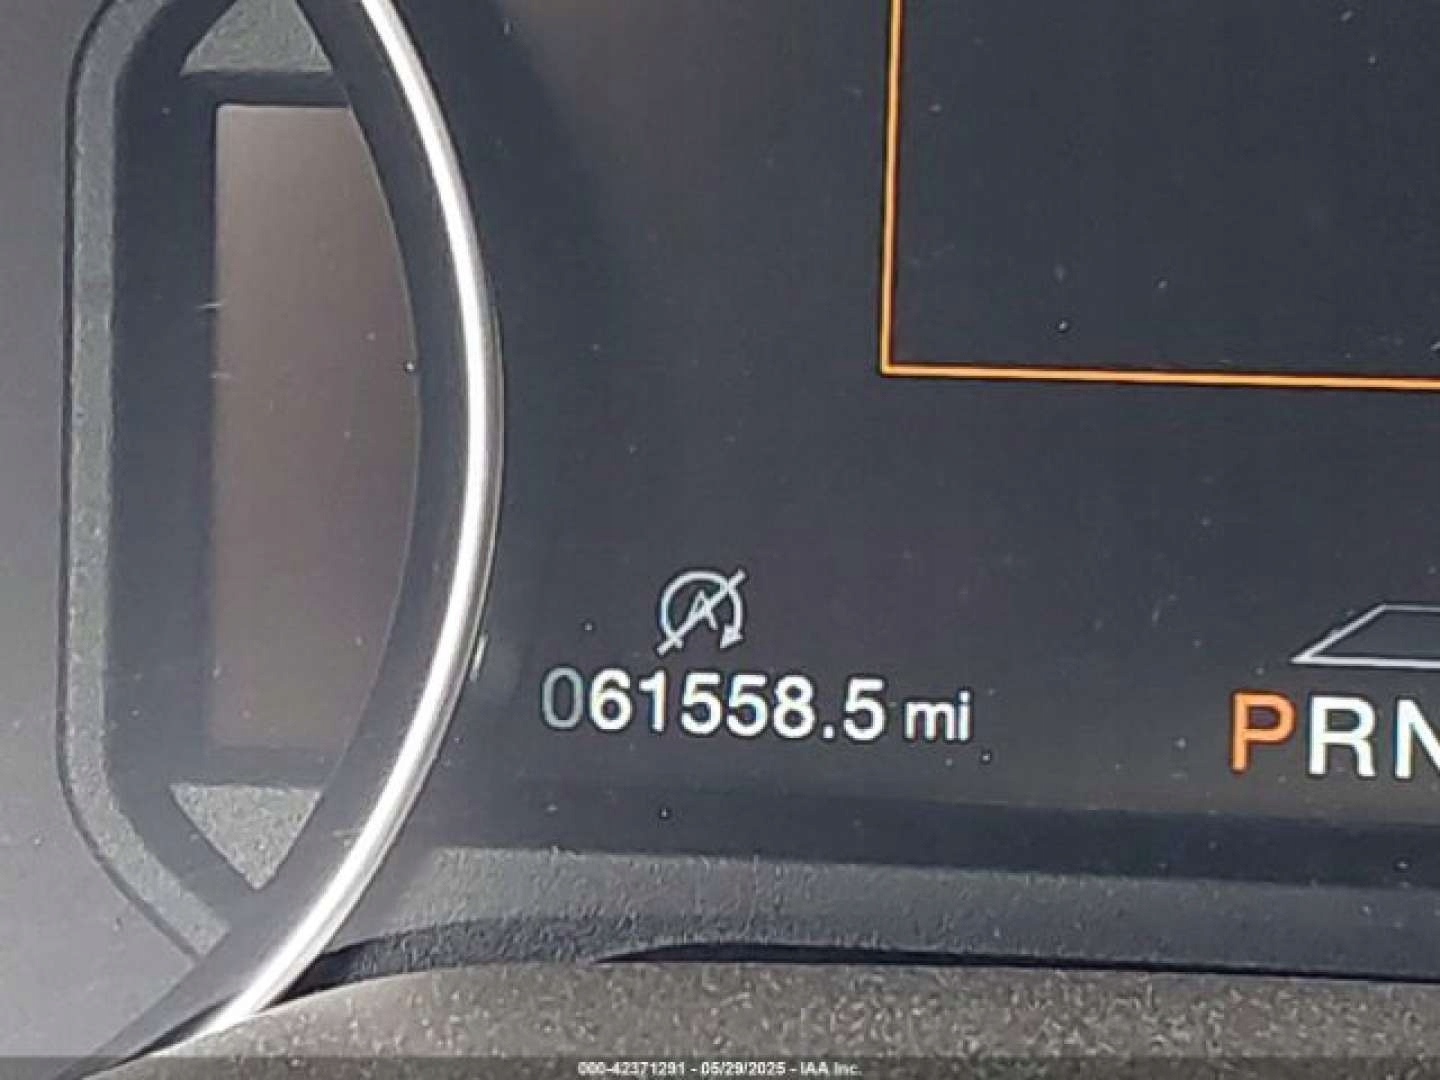 A
061558.5 mi
PRN
000-42371291 - 05/29/2025 - IAA Inc.